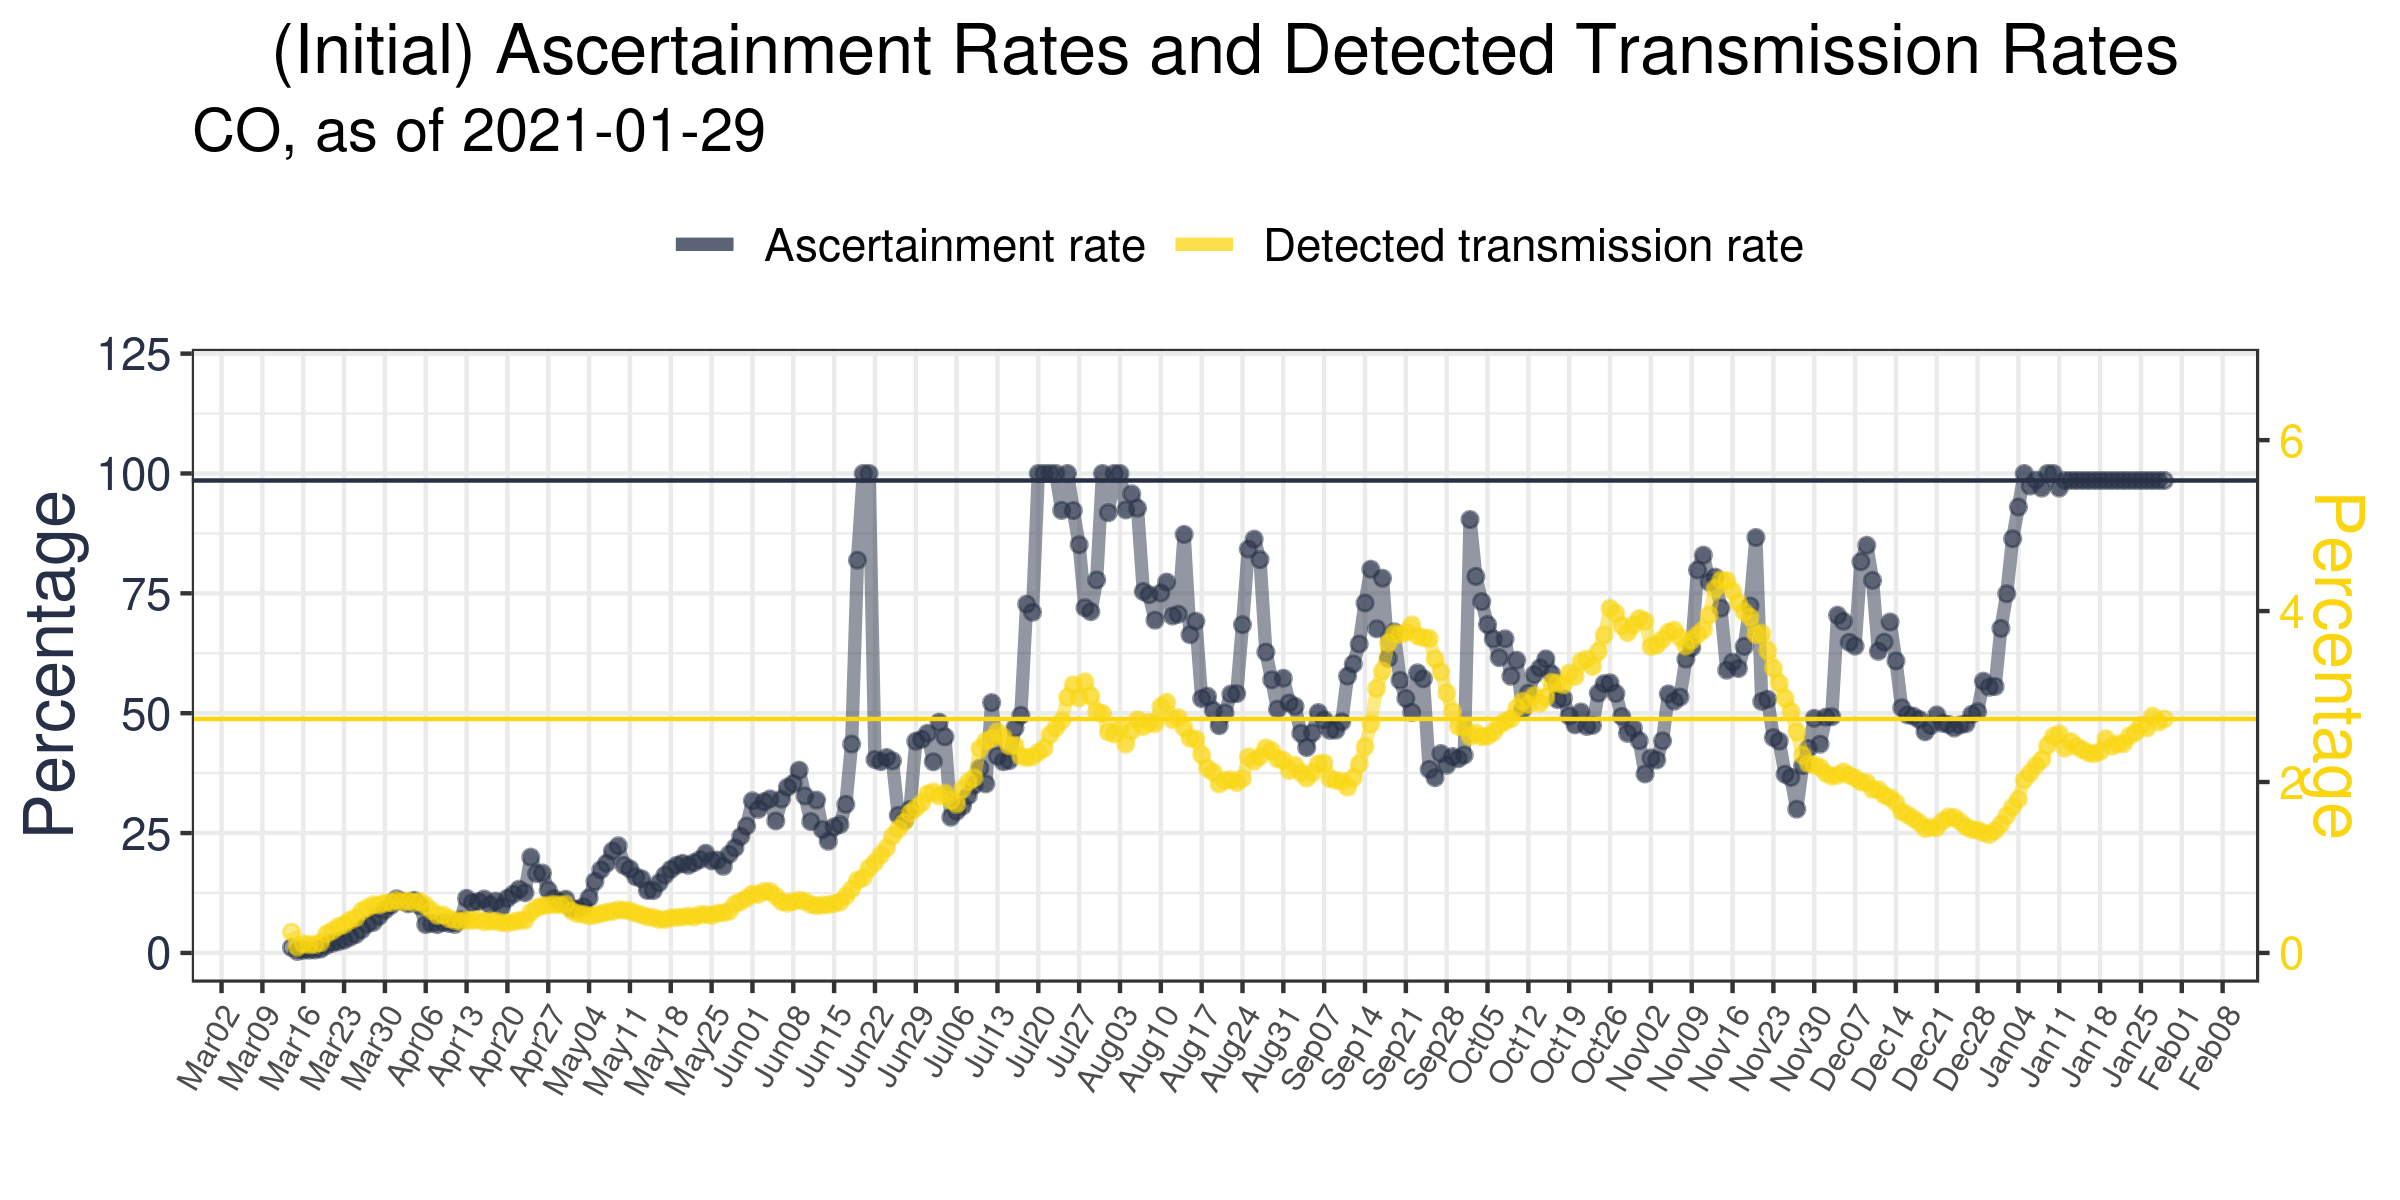 (Initial) Ascertainment Rates and Detected Transmission Rates
CO, as of 2021-01-29
Ascertainment rate
Detected transmission rate
125
100
75
50
25
0
Percentage
6
4
2
0
Percentage
Mar02
Mar09
Mar16
Mar23
Mar30
Apr06
Apr13
Apr20
Apr27
May04
May11
May18
May25
Jun01
Jun08
Jun15
Jun22
Jun29
Jul06
Jul13
Jul20
Jul27
Aug03
Aug10
Aug17
Aug24
Aug31
Sep07
Sep14
Sep21
Sep28
Oct05
Oct12
Oct19
Oct26
Nov02
Nov09
Nov16
Nov23
Nov30
Dec07
Dec14
Dec21
Dec28
Jan04
Jan11
Jan18
Jan25
Feb01
Feb08